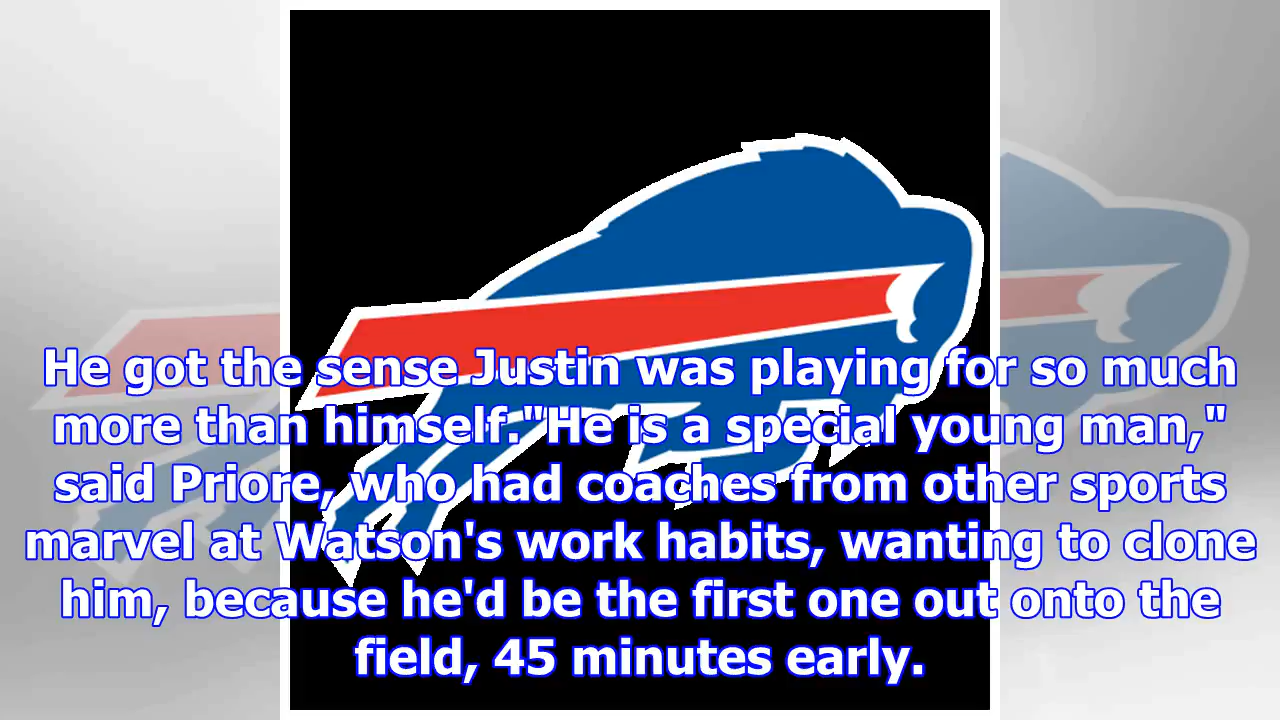 He got the sense Justin was playing for so much
more than himself."He is a special young man,"
said Priore, who had coaches from other sports
marvel at Watson's work habits, wanting to clone
him, because he'd be the first one out onto the
field, 45 minutes early.